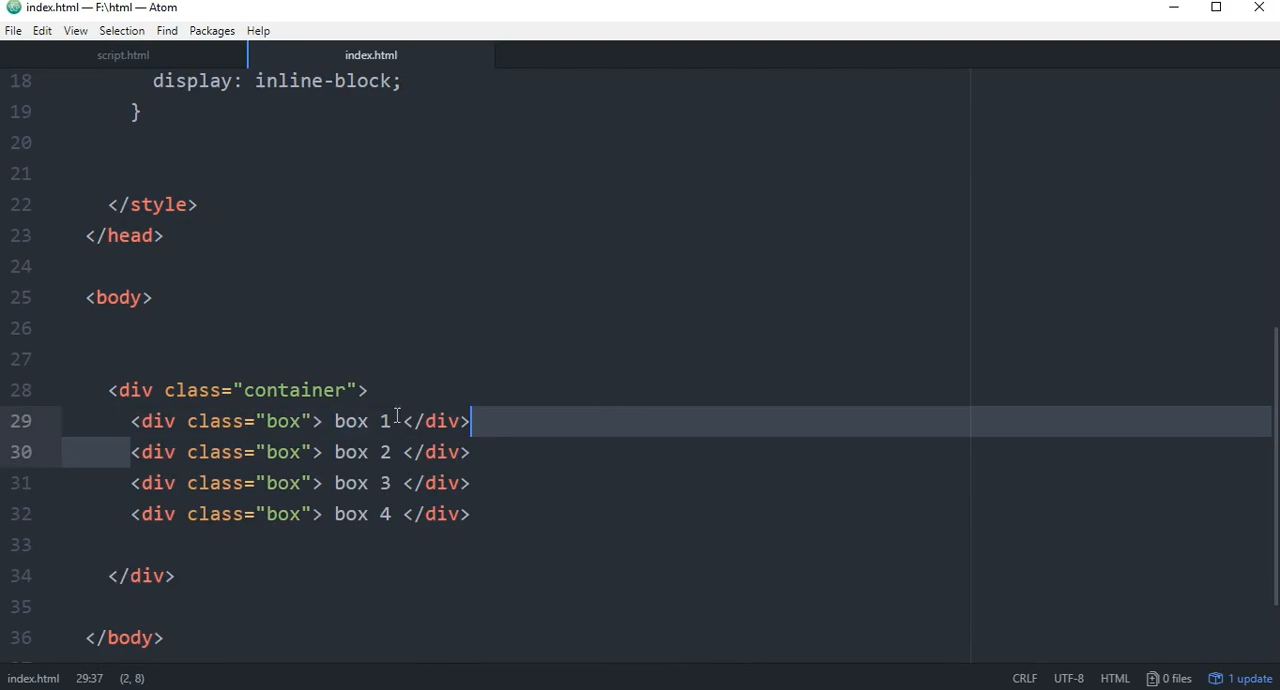 index.html — F:\html — Atom
File Edit View Selection Find Packages Help
script.html index.html
18 display: inline-block;
19 }
20
21
22 </style>
23 </head>
24
25 <body>
26
27
28 <div class="container">
29 <div class="box"> box 1 </div>
30 <div class="box"> box 2 </div>
31 <div class="box"> box 3 </div>
32 <div class="box"> box 4 </div>
33
34 </div>
35
36 </body>
index.html 29:37 (2, 8) CRLF UTF-8 HTML 0 files 1 update